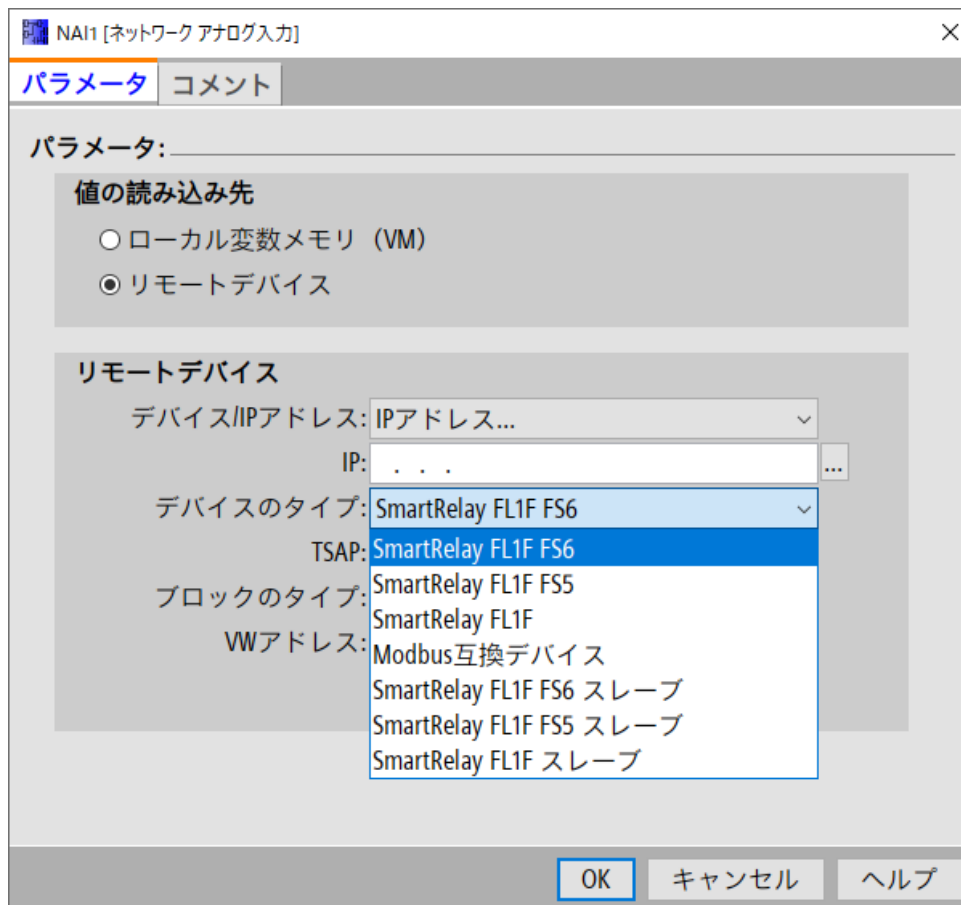 NAI1 [ネットワーク アナログ入力]
パラメータ コメント
パラメータ:
値の読み込み先
ローカル変数メモリ（VM）
リモートデバイス
リモートデバイス
デバイス/IPアドレス: IPアドレス...
IP: . . . ...
デバイスのタイプ: SmartRelay FL1F FS6
TSAP: SmartRelay FL1F FS6
SmartRelay FL1F FS5
ブロックのタイプ: SmartRelay FL1F
VWアドレス: Modbus互換デバイス
SmartRelay FL1F FS6 スレーブ
SmartRelay FL1F FS5 スレーブ
SmartRelay FL1F スレーブ
OK キャンセル ヘルプ